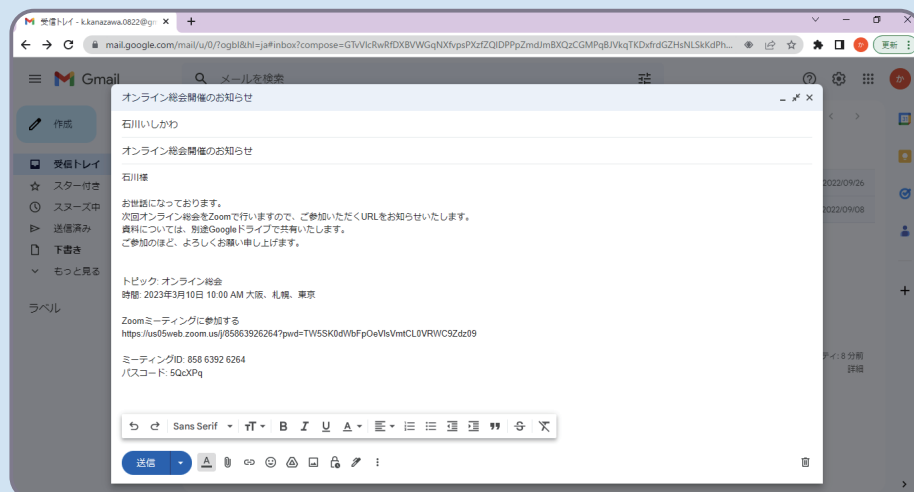 受信トレイ - k.kanazawa.0822@gm
mail.google.com/mail/u/0/?ogbl&hl=ja#inbox?compose=GTvVlcRwRfDXBVWGqNXfvpsPXzfZQJDPpZmdJmBXQzCGMPqBJVkqTKDxfrdGZHsNLSkKdPh...
更新
Gmail
メールを検索
か
作成
受信トレイ
スター付き
スヌーズ中
送信済み
下書き
もっと見る
ラベル
オンライン総会開催のお知らせ
石川いしかわ
オンライン総会開催のお知らせ
石川様
お世話になっております。
次回オンライン総会をZoomで行いますので、ご参加いただくURLをお知らせいたします。
資料については、別途Googleドライブで共有いたします。
ご参加のほど、よろしくお願い申し上げます。
トピック: オンライン総会
時間: 2023年3月10日 10:00 AM 大阪、札幌、東京
Zoomミーティングに参加する
https://us05web.zoom.us/j/85863926264?pwd=TW5SK0dWbFpOeVlsVmtCL0VRWC9Zdz09
ミーティングID: 858 6392 6264
パスコード: 5QcXPq
Sans Serif
送信
2022/09/26
2022/09/08
ティ: 8 分前
詳細